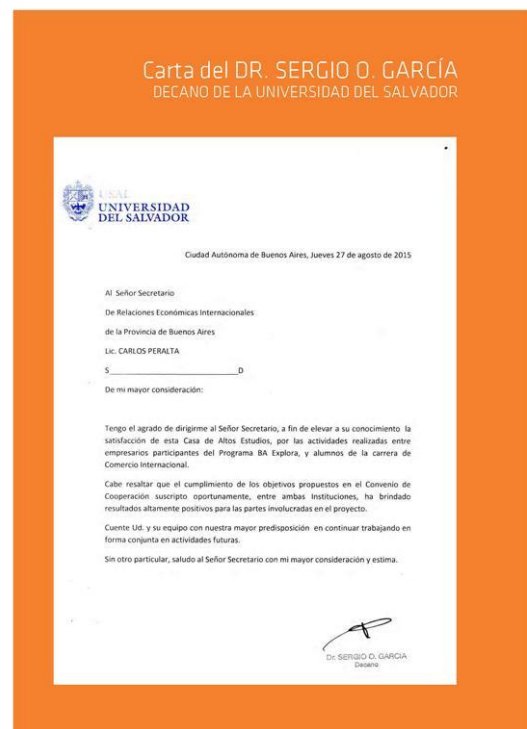 Carta del DR. SERGIO O. GARCÍA
DECANO DE LA UNIVERSIDAD DEL SALVADOR
USAL
UNIVERSIDAD
DEL SALVADOR
Ciudad Autónoma de Buenos Aires, Jueves 27 de agosto de 2015
Al Señor Secretario
De Relaciones Económicas Internacionales
de la Provincia de Buenos Aires
Lic. CARLOS PERALTA
S____________________D
De mi mayor consideración:
Tengo el agrado de dirigirme al Señor Secretario, a fin de elevar a su conocimiento la
satisfacción de esta Casa de Altos Estudios, por las actividades realizadas entre
empresarios participantes del Programa BA Explora, y alumnos de la carrera de
Comercio Internacional.
Cabe resaltar que el cumplimiento de los objetivos propuestos en el Convenio de
Cooperación suscripto oportunamente, entre ambas Instituciones, ha brindado
resultados altamente positivos para las partes involucradas en el proyecto.
Cuente Ud. y su equipo con nuestra mayor predisposición en continuar trabajando en
forma conjunta en actividades futuras.
Sin otro particular, saludo al Señor Secretario con mi mayor consideración y estima.
Dr. SERGIO O. GARCIA
Decano